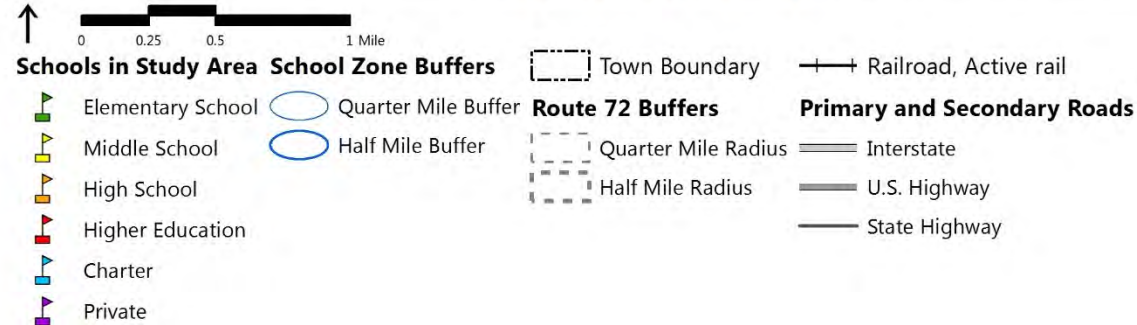 0 0.25 0.5 1 Mile
Schools in Study Area
Elementary School
Middle School
High School
Higher Education
Charter
Private
School Zone Buffers
Quarter Mile Buffer
Half Mile Buffer
Town Boundary
Route 72 Buffers
Quarter Mile Radius
Half Mile Radius
Railroad, Active rail
Primary and Secondary Roads
Interstate
U.S. Highway
State Highway